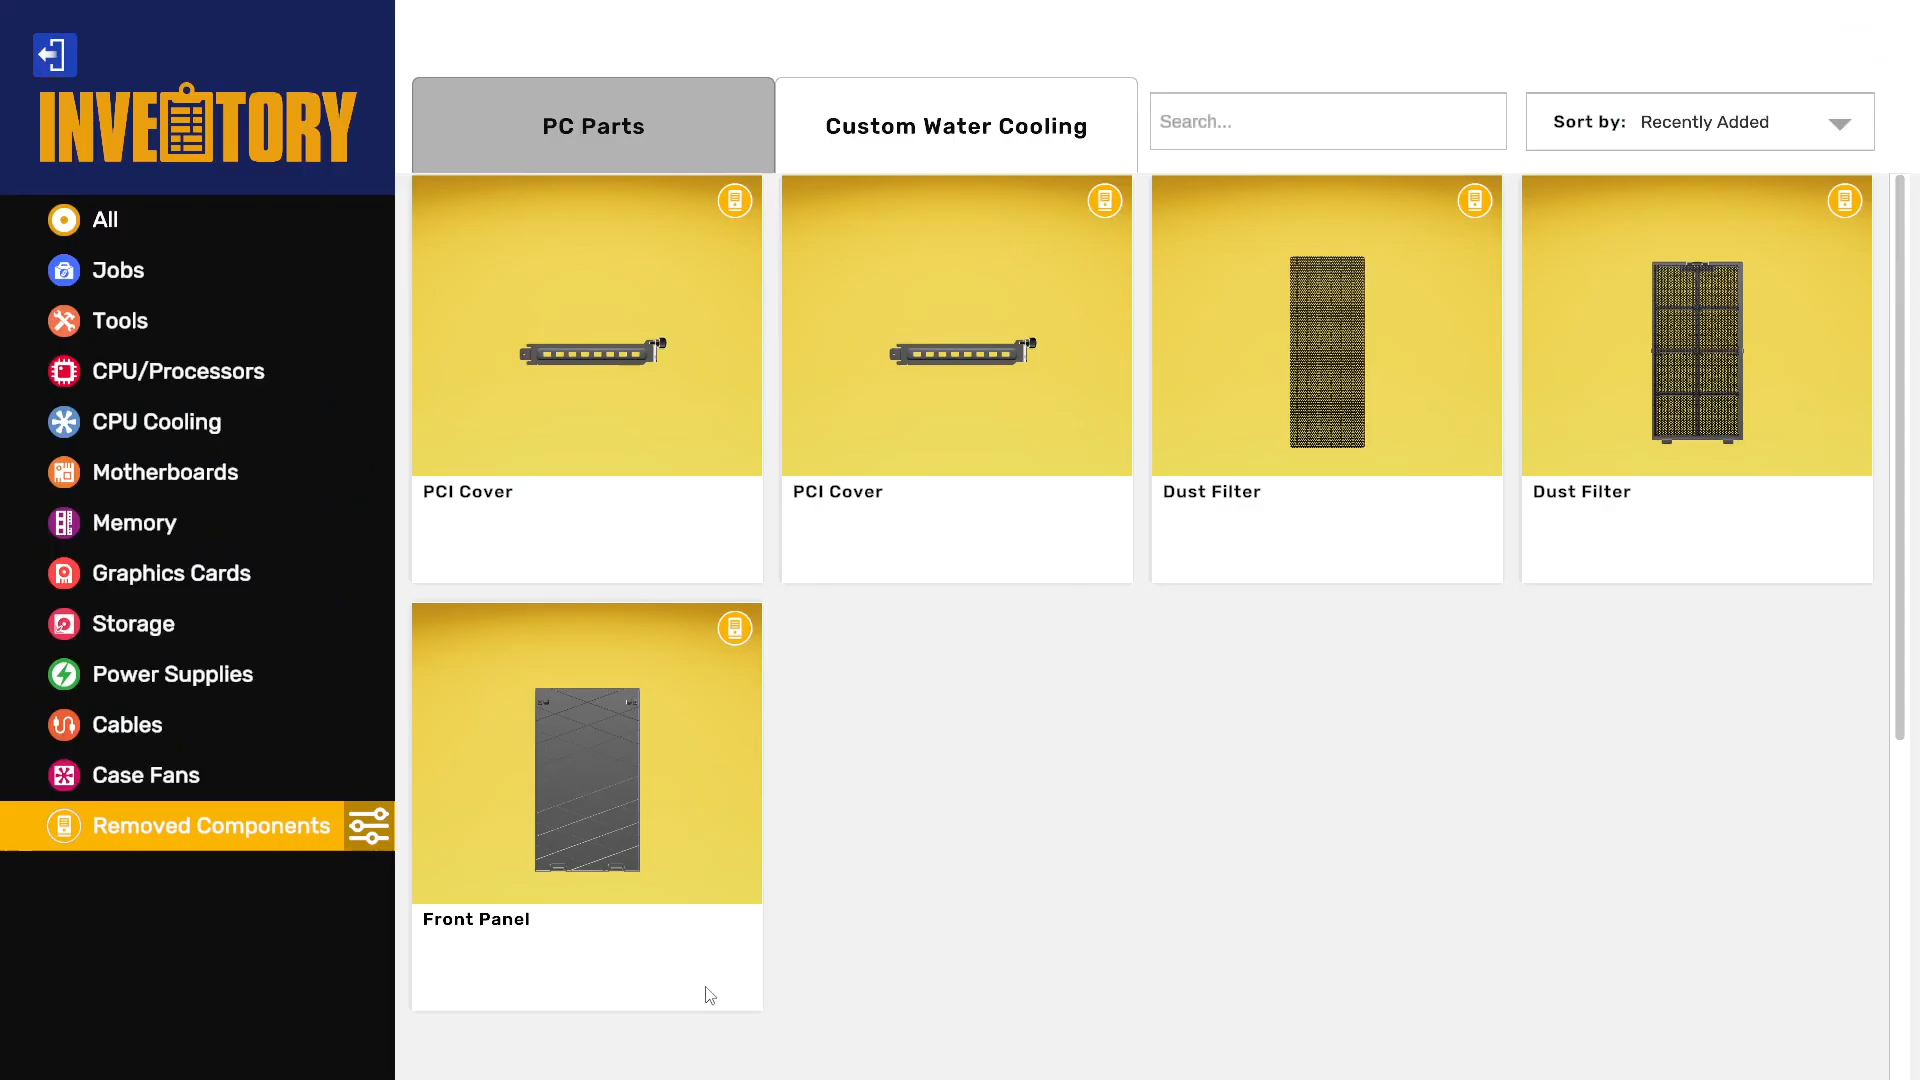 INVENTORY
PC Parts
Custom Water Cooling
Search...
Sort by: Recently Added
All
Jobs
Tools
CPU/Processors
CPU Cooling
Motherboards
Memory
Graphics Cards
Storage
Power Supplies
Cables
Case Fans
Removed Components
PCI Cover
PCI Cover
Dust Filter
Dust Filter
Front Panel